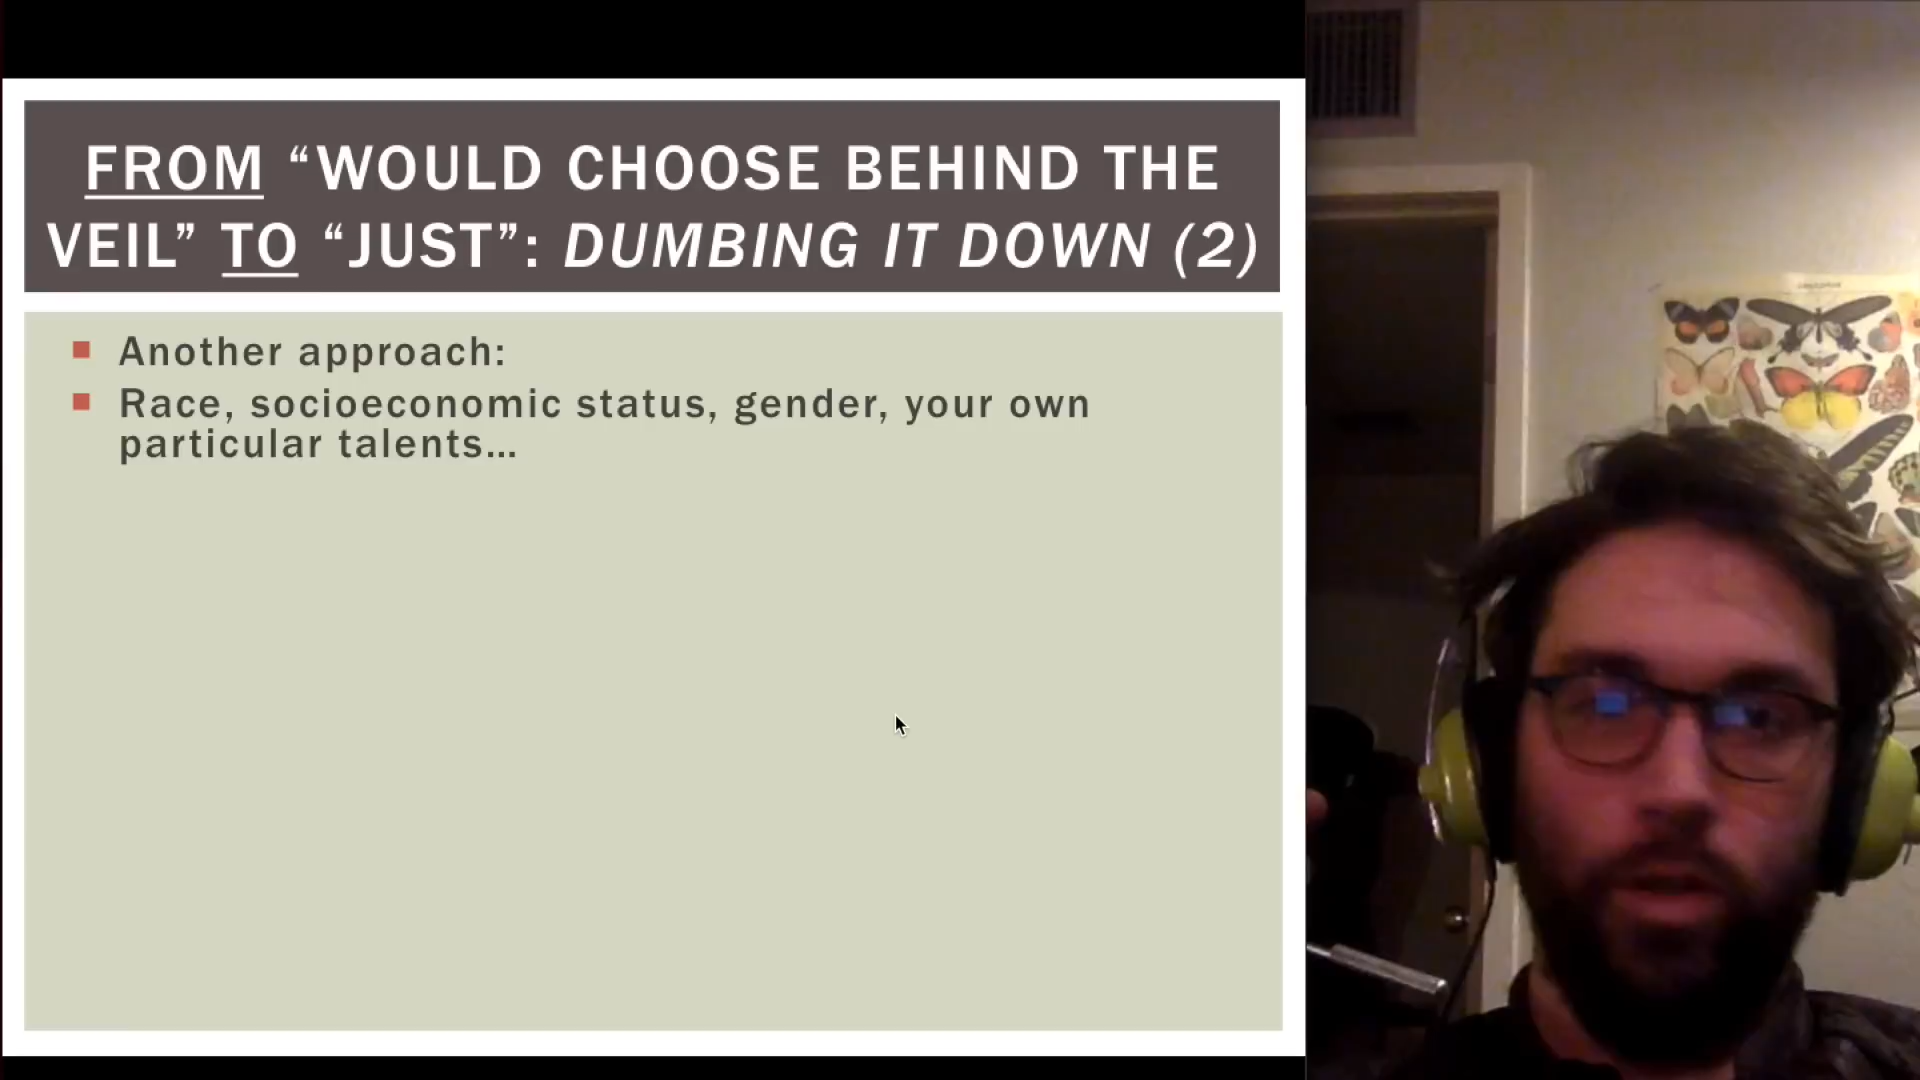 FROM “WOULD CHOOSE BEHIND THE
VEIL” TO “JUST”: DUMBING IT DOWN (2)
Another approach:
Race, socioeconomic status, gender, your own
particular talents...